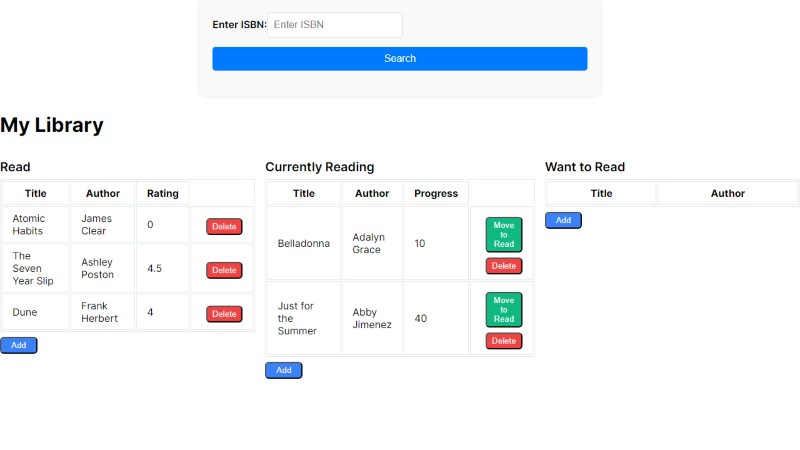 Enter ISBN: Enter ISBN
Search
My Library
Read
Title Author Rating
Atomic Habits James Clear 0 Delete
The Seven Year Slip Ashley Poston 4.5 Delete
Dune Frank Herbert 4 Delete
Add
Currently Reading
Title Author Progress
Belladonna Adalyn Grace 10 Move to Read Delete
Just for the Summer Abby Jimenez 40 Move to Read Delete
Add
Want to Read
Title Author
Add